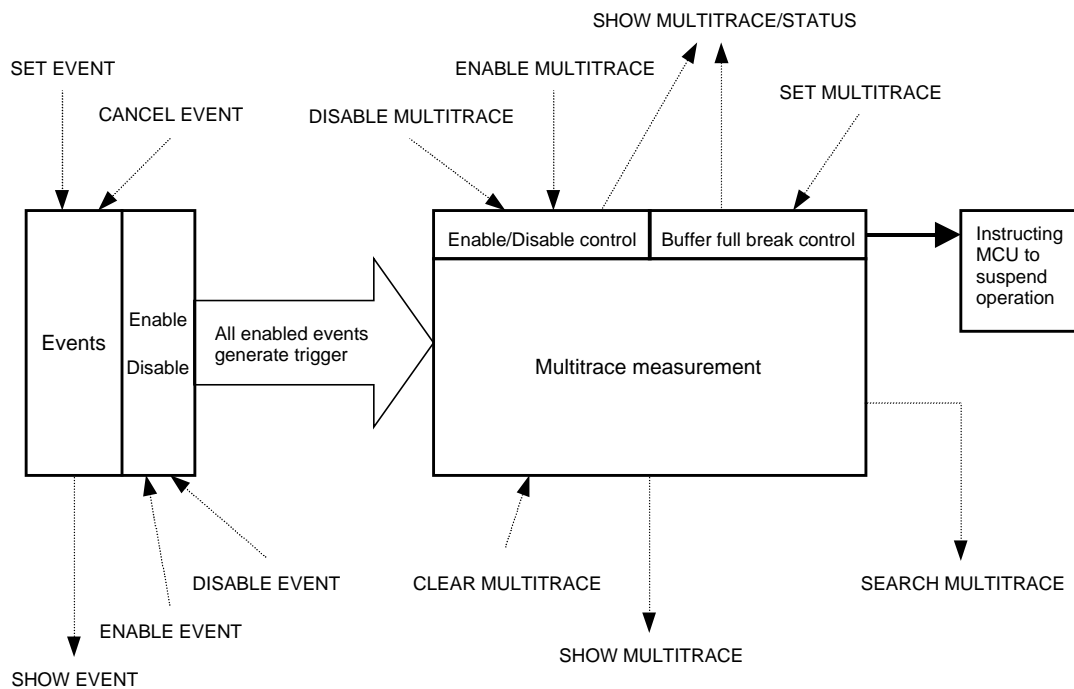 SHOW MULTITRACE/STATUS
SET EVENT
ENABLE MULTITRACE
SET MULTITRACE
CANCEL EVENT
DISABLE MULTITRACE
Enable/Disable control
Buffer full break control
Instructing
MCU to
suspend
operation
Events
Enable
Disable
All enabled events
generate trigger
Multitrace measurement
DISABLE EVENT
CLEAR MULTITRACE
SEARCH MULTITRACE
ENABLE EVENT
SHOW MULTITRACE
SHOW EVENT